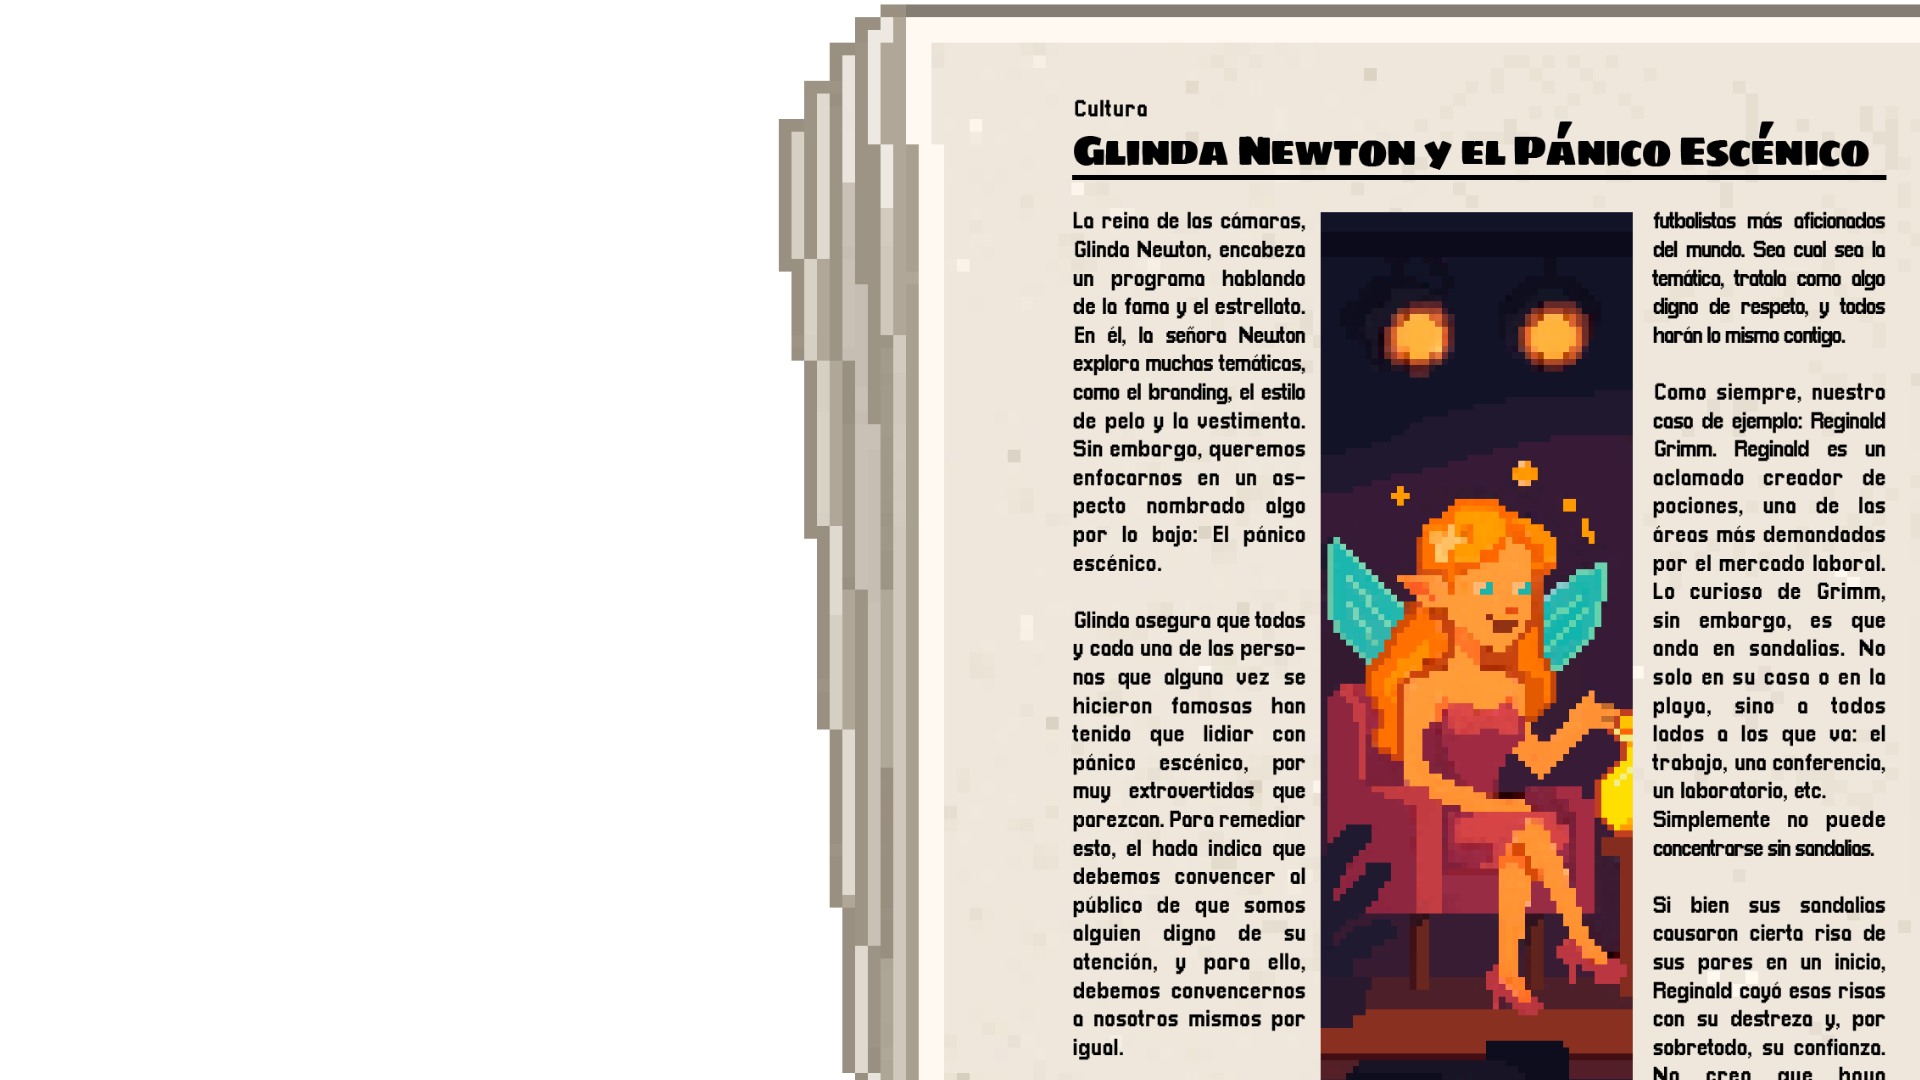 Cultura
Glinda Newton y el Pánico Escénico
La reina de las cámaras,
Glinda Newton, encabeza
un programa hablando
de la fama y el estrellato.
En él, la señora Newton
explora muchas temáticas,
como el branding, el estilo
de pelo y la vestimenta.
Sin embargo, queremos
enfocarnos en un as-
pecto nombrado algo
por lo bajo: El pánico
escénico.
Glinda asegura que todas
y cada una de las perso-
nas que alguna vez se
hicieron famosas han
tenido que lidiar con
pánico escénico, por
muy extrovertidas que
parezcan. Para remediar
esto, el hada indica que
debemos convencer al
público de que somos
alguien digno de su
atención, y para ello,
debemos convencernos
a nosotros mismos por
igual.
futbolistas más aficionados
del mundo. Sea cual sea la
temática, tratala como algo
digno de respeto, y todos
harán lo mismo contigo.
Como siempre, nuestro
caso de ejemplo: Reginald
Grimm. Reginald es un
aclamado creador de
pociones, una de las
áreas más demandadas
por el mercado laboral.
Lo curioso de Grimm,
sin embargo, es que
anda en sandalias. No
solo en su casa o en la
playa, sino a todos
lados a los que va: el
trabajo, una conferencia,
un laboratorio, etc.
Simplemente no puede
concentrarse sin sandalias.
Si bien sus sandalias
causaron cierta risa de
sus pares en un inicio,
Reginald cayó esas risas
con su destreza y, por
sobretodo, su confianza.
No creo que haya